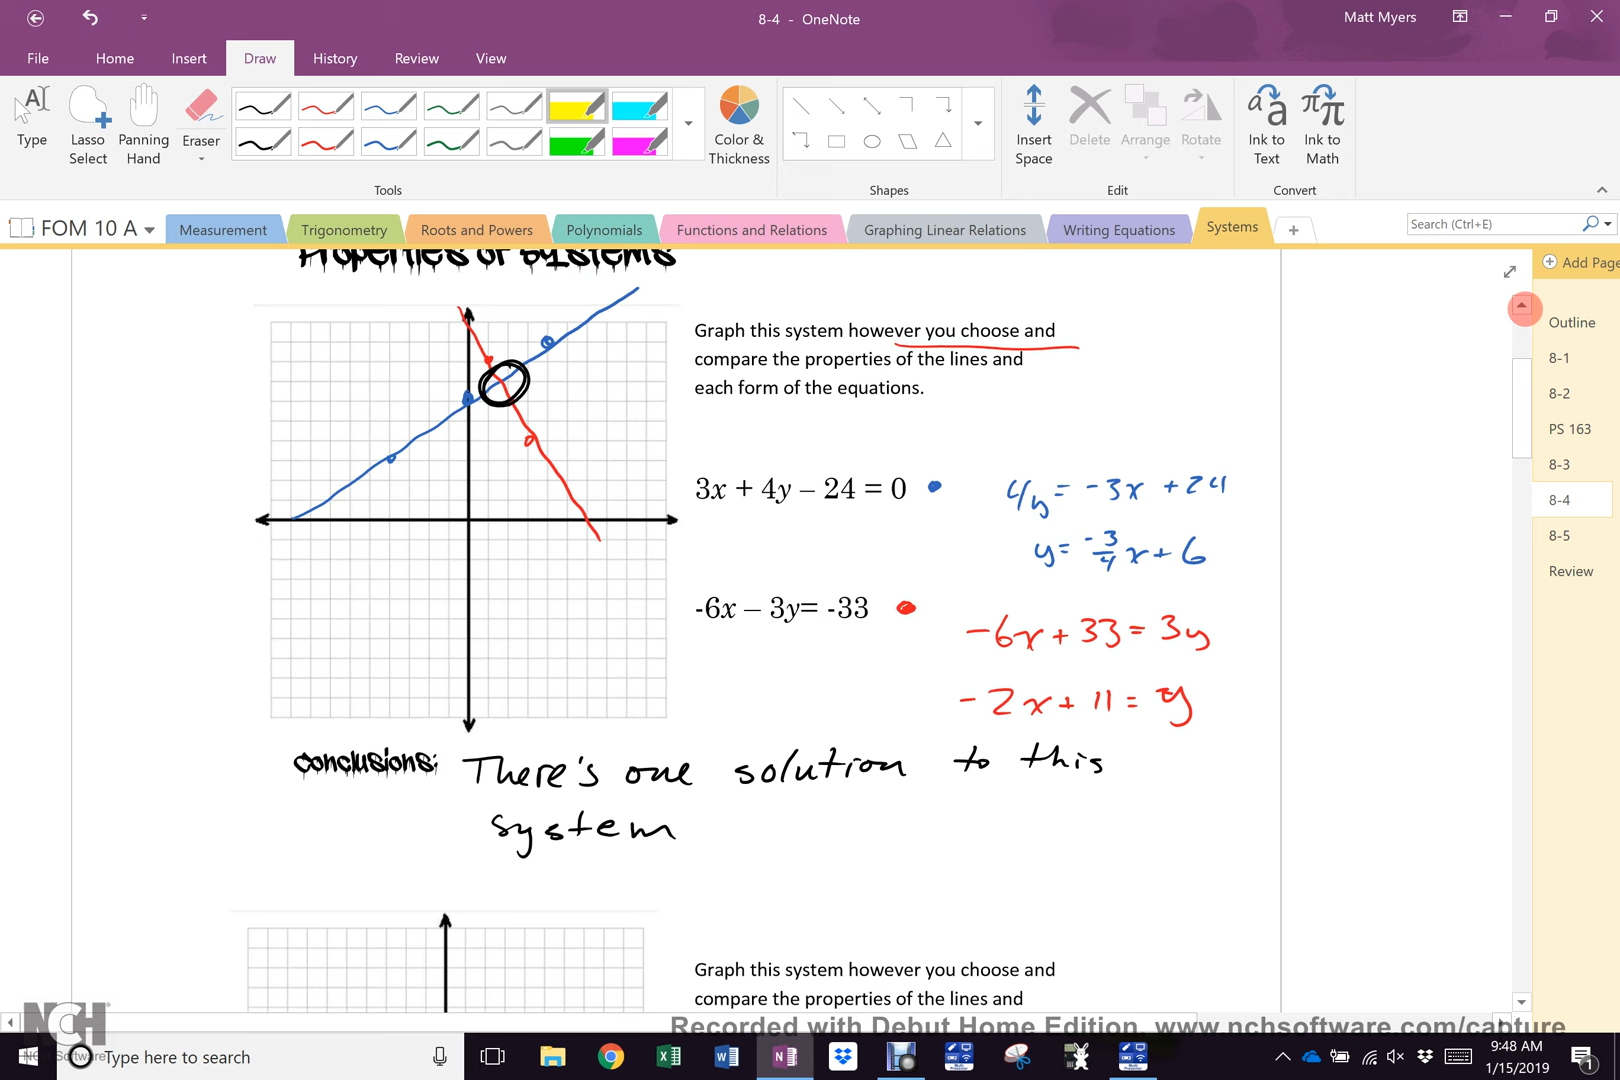 8-4 - OneNote
Matt Myers
File Home Insert Draw History Review View
Type
Lasso Select
Panning Hand
Eraser
Color & Thickness
Insert Space
Delete
Arrange
Rotate
Ink to Text
Ink to Math
Tools
Shapes
Edit
Convert
FOM 10 A
Measurement
Trigonometry
Roots and Powers
Polynomials
Functions and Relations
Graphing Linear Relations
Writing Equations
Systems
Search (Ctrl+E)
Add Page
Outline
8-1
8-2
PS 163
8-3
8-4
8-5
Review
Properties of Systems
Graph this system however you choose and
compare the properties of the lines and
each form of the equations.
3x + 4y – 24 = 0
4y = -3x + 24
y = -3/4 x + 6
-6x – 3y= -33
-6x + 33 = 3y
-2x + 11 = y
Conclusions: There's one solution to this
system
Graph this system however you choose and
compare the properties of the lines and
NCH
NCH Software
Recorded with Debut Home Edition. www.nchsoftware.com/capture
Type here to search
9:48 AM
1/15/2019
1